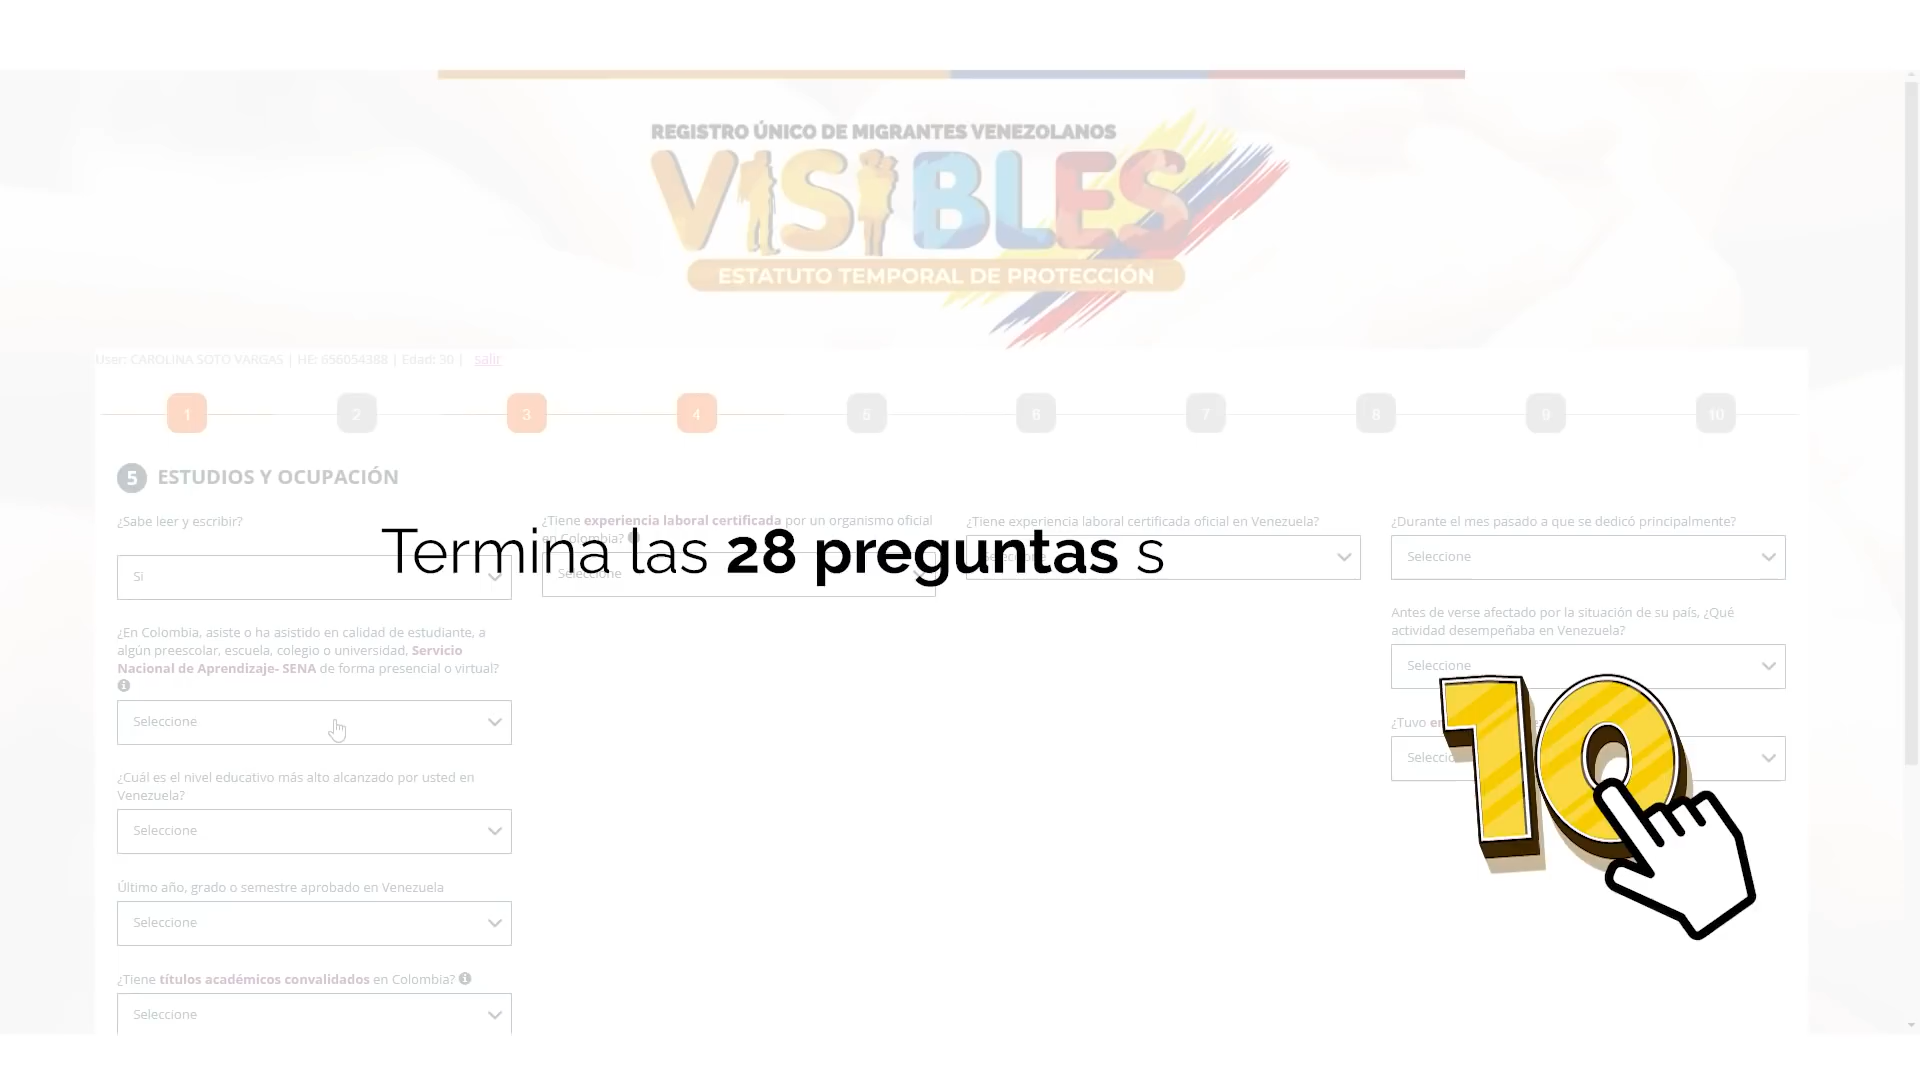 REGISTRO ÚNICO DE MIGRANTES VENEZOLANOS
VISIBLES
ESTATUTO TEMPORAL DE PROTECCIÓN
User: CAROLINA SOTO VARGAS | HE: 656054388 | Edad: 30 | salir
1 2 3 4 5 6 7 8 9 10
5 ESTUDIOS Y OCUPACIÓN
¿Sabe leer y escribir?
Si
¿En Colombia, asiste o ha asistido en calidad de estudiante, a
algún preescolar, escuela, colegio o universidad, Servicio
Nacional de Aprendizaje- SENA de forma presencial o virtual?
Seleccione
¿Cuál es el nivel educativo más alto alcanzado por usted en
Venezuela?
Seleccione
Último año, grado o semestre aprobado en Venezuela
Seleccione
¿Tiene títulos académicos convalidados en Colombia?
Seleccione
¿Tiene experiencia laboral certificada por un organismo oficial
en Colombia?
Seleccione
¿Tiene experiencia laboral certificada oficial en Venezuela?
Seleccione
¿Durante el mes pasado a que se dedicó principalmente?
Seleccione
Antes de verse afectado por la situación de su país, ¿Qué
actividad desempeñaba en Venezuela?
Seleccione
¿Tuvo
Termina las 28 preguntas s
10